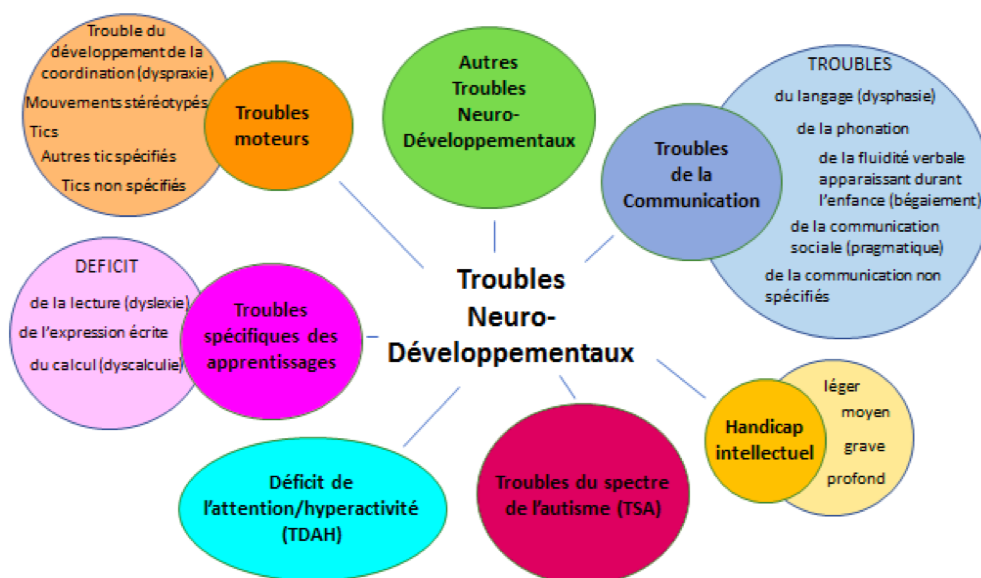 Trouble du
développement de la
coordination (dyspraxie)
Mouvements stéréotypés
Tics
Autres tic spécifiés
Tics non spécifiés
Troubles
moteurs
Autres
Troubles
Neuro-
Développementaux
Troubles
de la
Communication
TROUBLES
du langage (dysphasie)
de la phonation
de la fluidité verbale
apparaissant durant
l'enfance (bégaiement)
de la communication
sociale (pragmatique)
de la communication non
spécifiés
DEFICIT
de la lecture (dyslexie)
de l'expression écrite
du calcul (dyscalculie)
Troubles
spécifiques des
apprentissages
Troubles
Neuro-
Développementaux
Handicap
intellectuel
léger
moyen
grave
profond
Déficit de
l'attention/hyperactivité
(TDAH)
Troubles du spectre
de l'autisme (TSA)